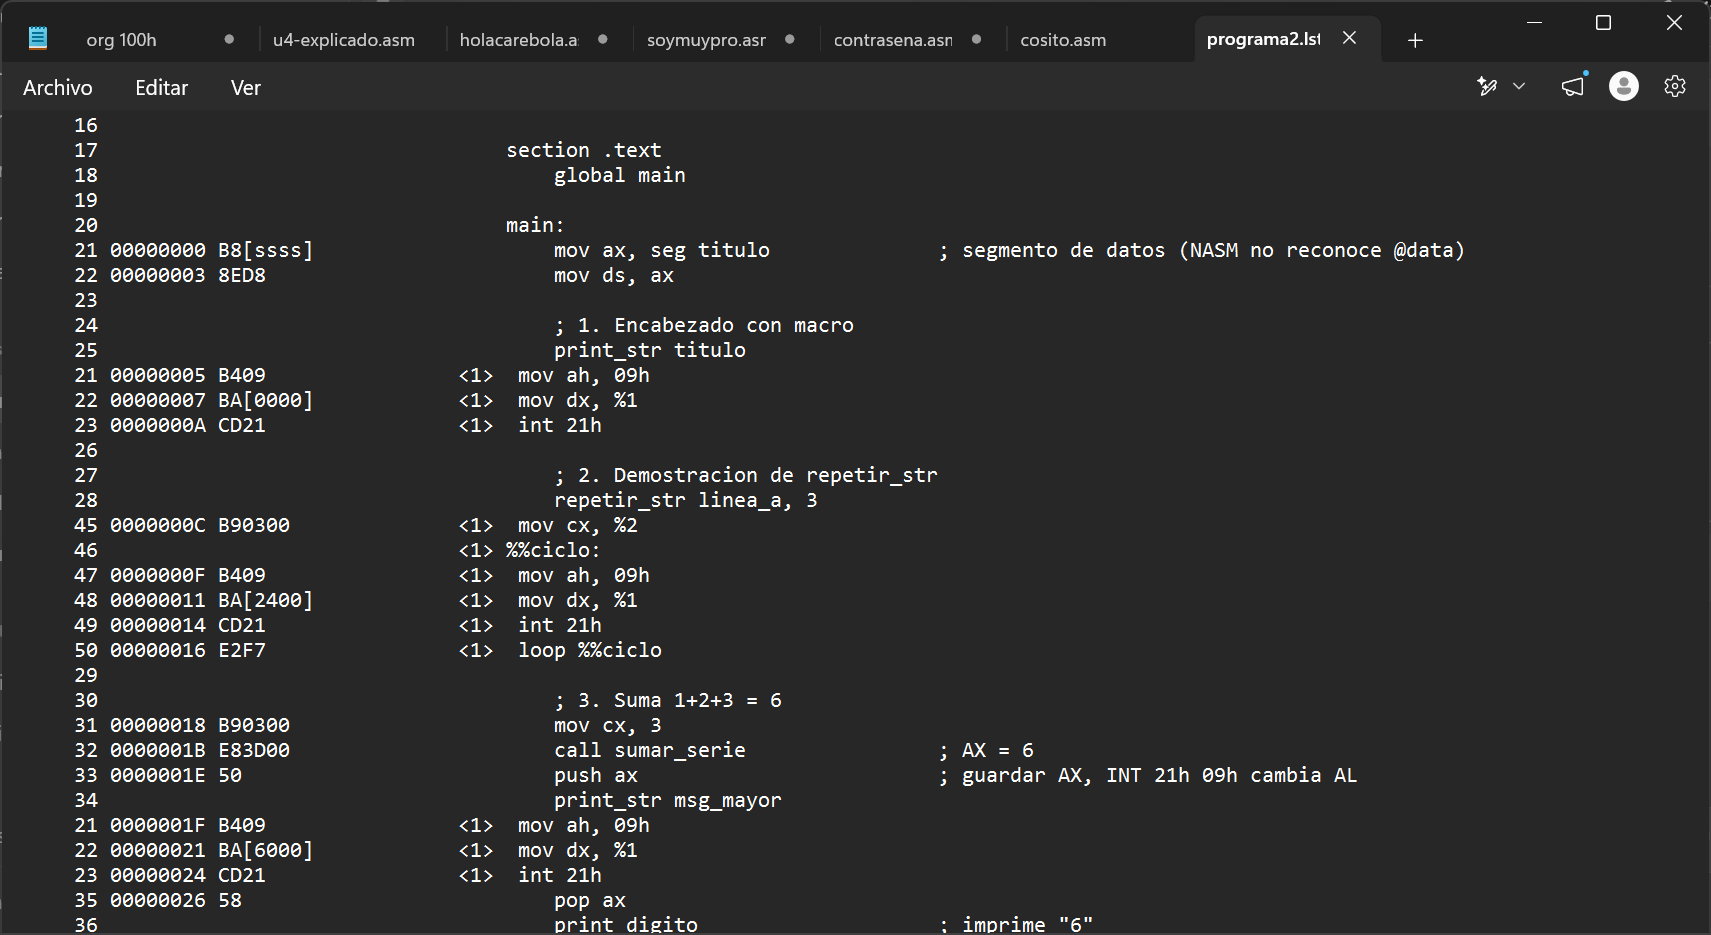 org 100h
u4-explicado.asm
holacarebola.a
soymuypro.asr
contrasena.asn
cosito.asm
programa2.lst
Archivo Editar Ver
16
17 section .text
18 global main
19
20 main:
21 00000000 B8[ssss] mov ax, seg titulo ; segmento de datos (NASM no reconoce @data)
22 00000003 8ED8 mov ds, ax
23
24 ; 1. Encabezado con macro
25 print_str titulo
21 00000005 B409 <1> mov ah, 09h
22 00000007 BA[0000] <1> mov dx, %1
23 0000000A CD21 <1> int 21h
26
27 ; 2. Demostracion de repetir_str
28 repetir_str linea_a, 3
45 0000000C B90300 <1> mov cx, %2
46 <1> %%ciclo:
47 0000000F B409 <1> mov ah, 09h
48 00000011 BA[2400] <1> mov dx, %1
49 00000014 CD21 <1> int 21h
50 00000016 E2F7 <1> loop %%ciclo
29
30 ; 3. Suma 1+2+3 = 6
31 00000018 B90300 mov cx, 3
32 0000001B E83D00 call sumar_serie ; AX = 6
33 0000001E 50 push ax ; guardar AX, INT 21h 09h cambia AL
34 print_str msg_mayor
21 0000001F B409 <1> mov ah, 09h
22 00000021 BA[6000] <1> mov dx, %1
23 00000024 CD21 <1> int 21h
35 00000026 58 pop ax
36 print_digito ; imprime "6"